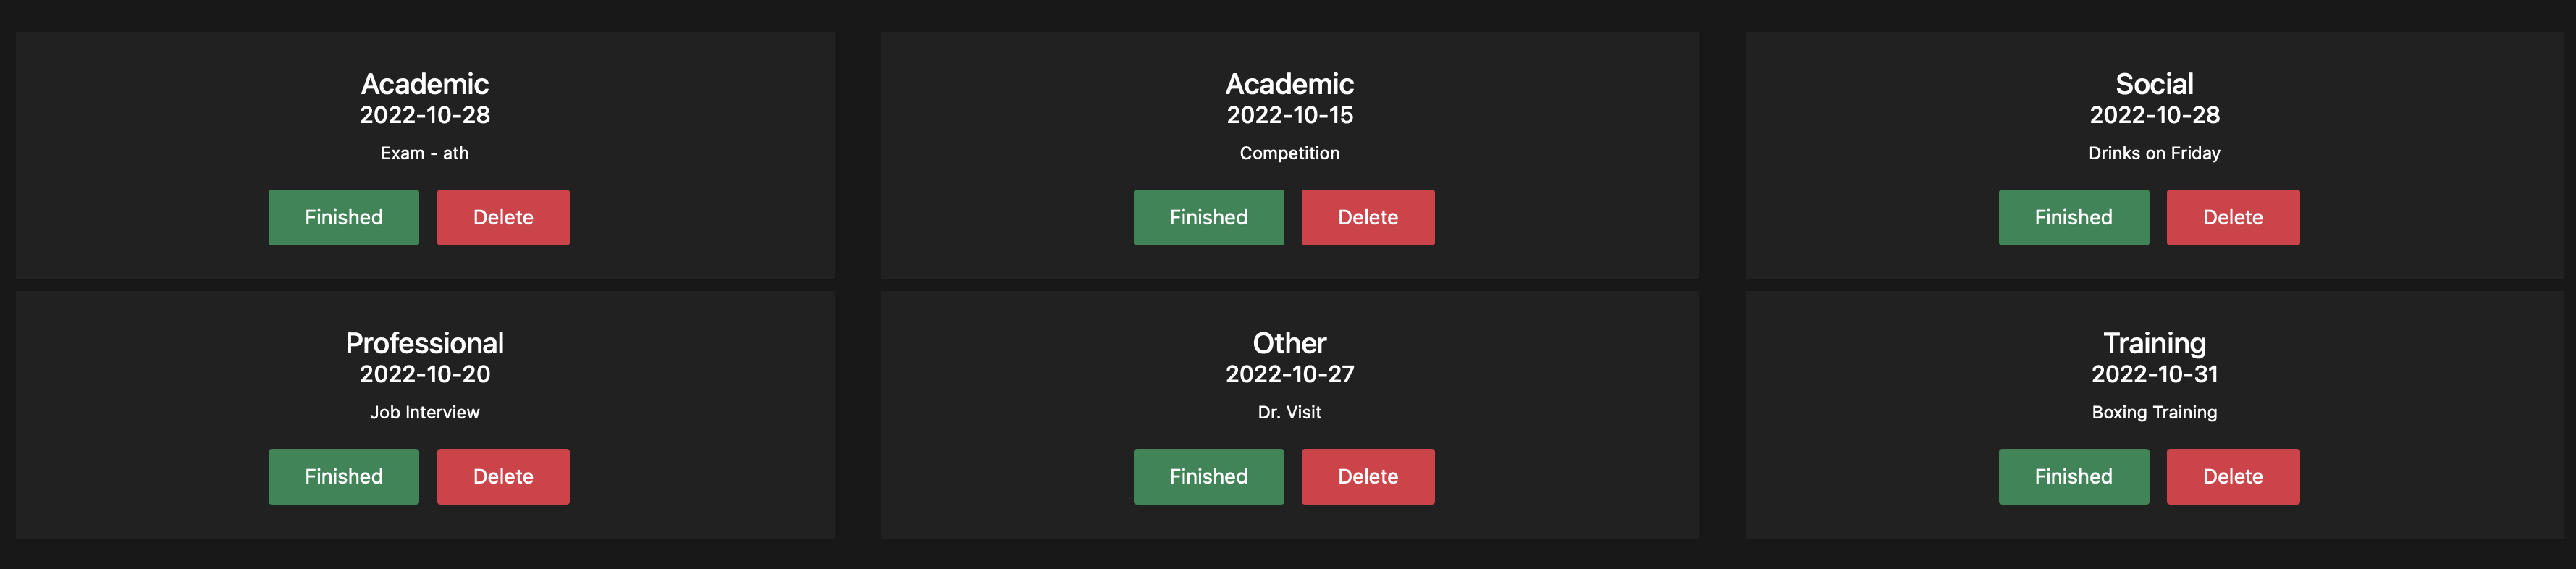 Academic
2022-10-28
Exam - ath
Finished Delete
Academic
2022-10-15
Competition
Finished Delete
Social
2022-10-28
Drinks on Friday
Finished Delete
Professional
2022-10-20
Job Interview
Finished Delete
Other
2022-10-27
Dr. Visit
Finished Delete
Training
2022-10-31
Boxing Training
Finished Delete